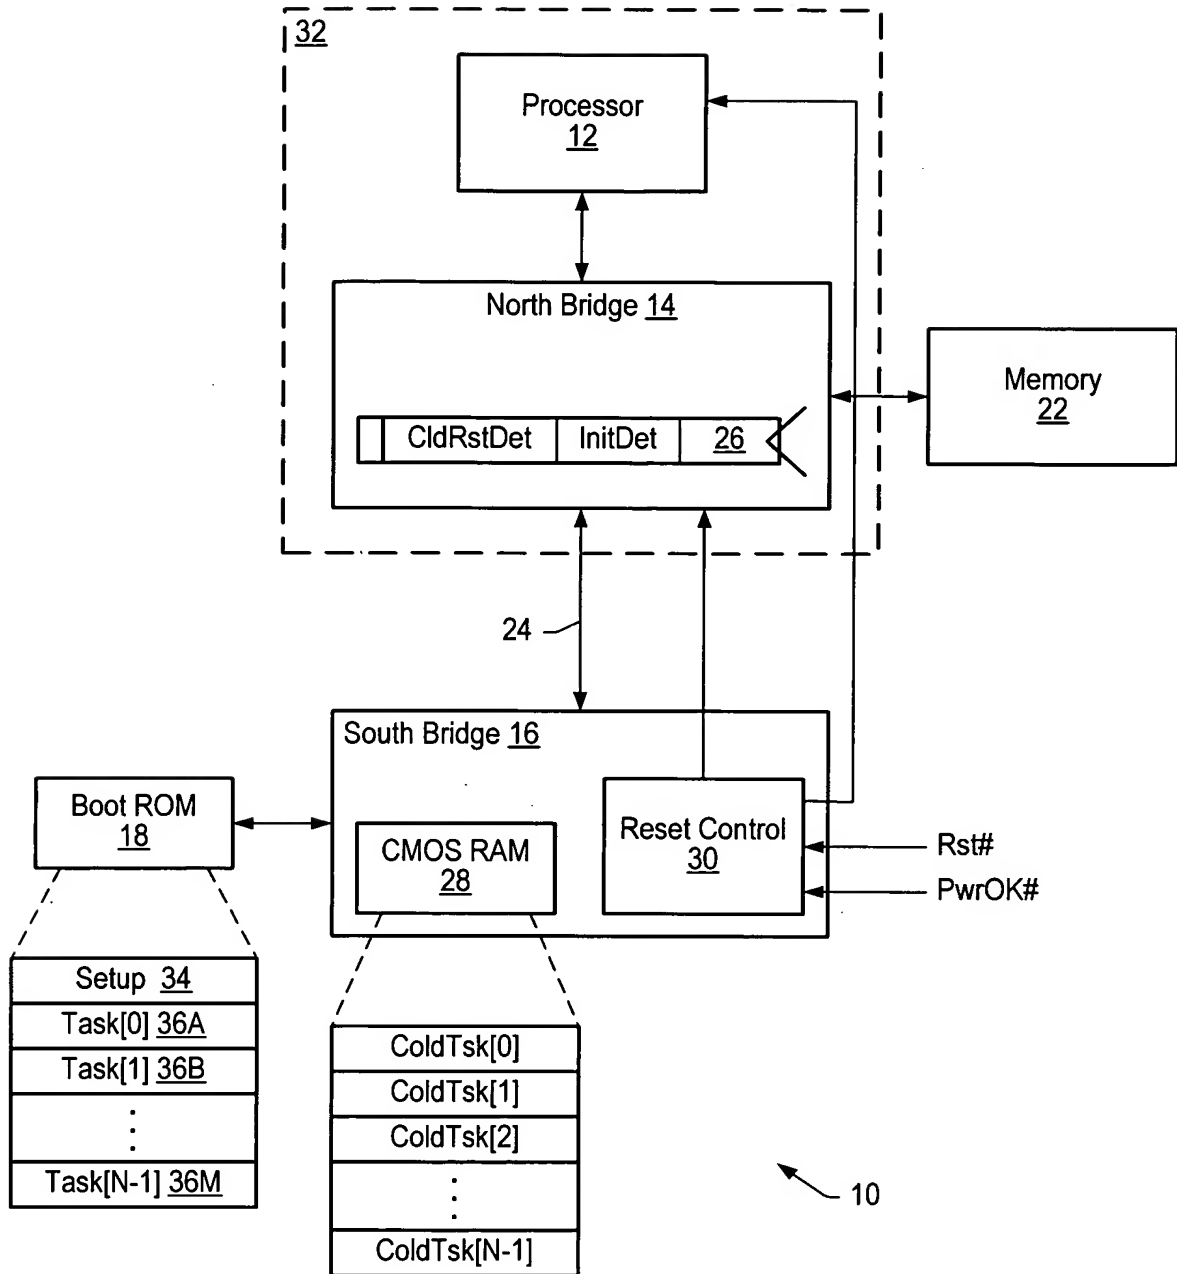 32
Processor
12
North Bridge 14
CldRstDet InitDet 26
Memory
22
24
South Bridge 16
Boot ROM
18
CMOS RAM
28
Reset Control
30
Rst#
PwrOK#
Setup 34
Task[0] 36A
Task[1] 36B
Task[N-1] 36M
ColdTsk[0]
ColdTsk[1]
ColdTsk[2]
ColdTsk[N-1]
10